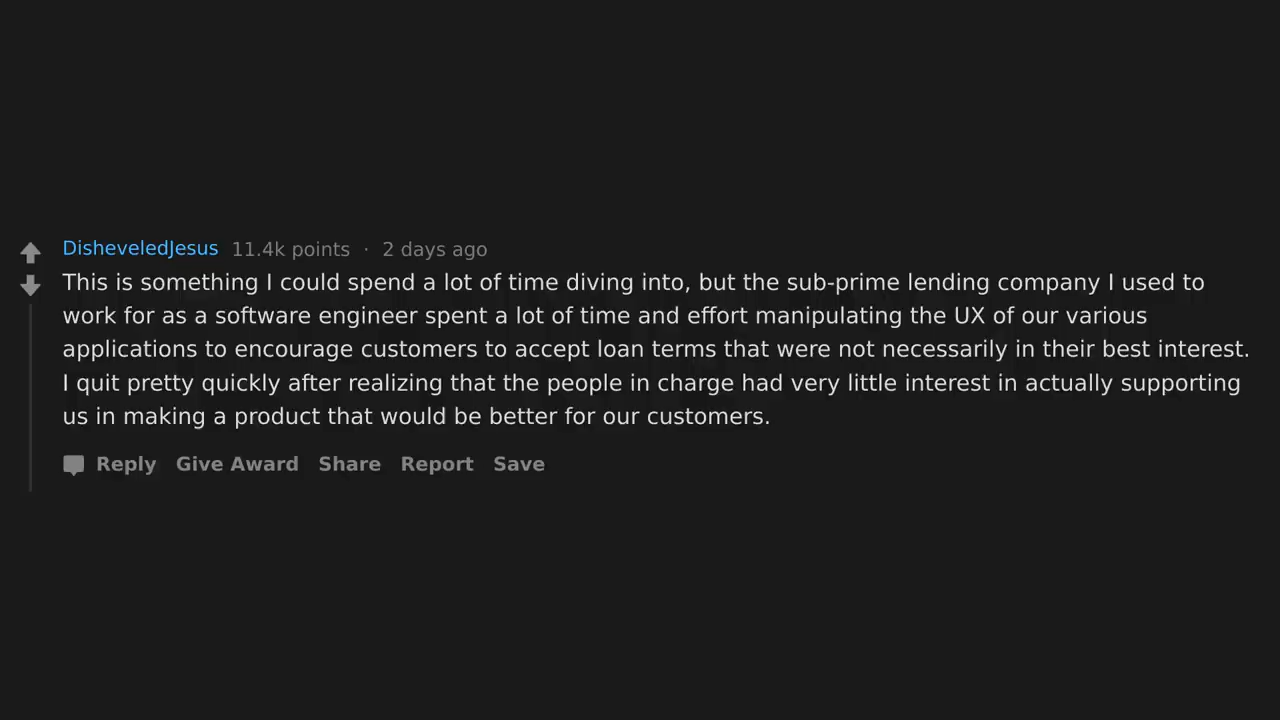 DisheveledJesus 11.4k points · 2 days ago
This is something I could spend a lot of time diving into, but the sub-prime lending company I used to
work for as a software engineer spent a lot of time and effort manipulating the UX of our various
applications to encourage customers to accept loan terms that were not necessarily in their best interest.
I quit pretty quickly after realizing that the people in charge had very little interest in actually supporting
us in making a product that would be better for our customers.
Reply Give Award Share Report Save